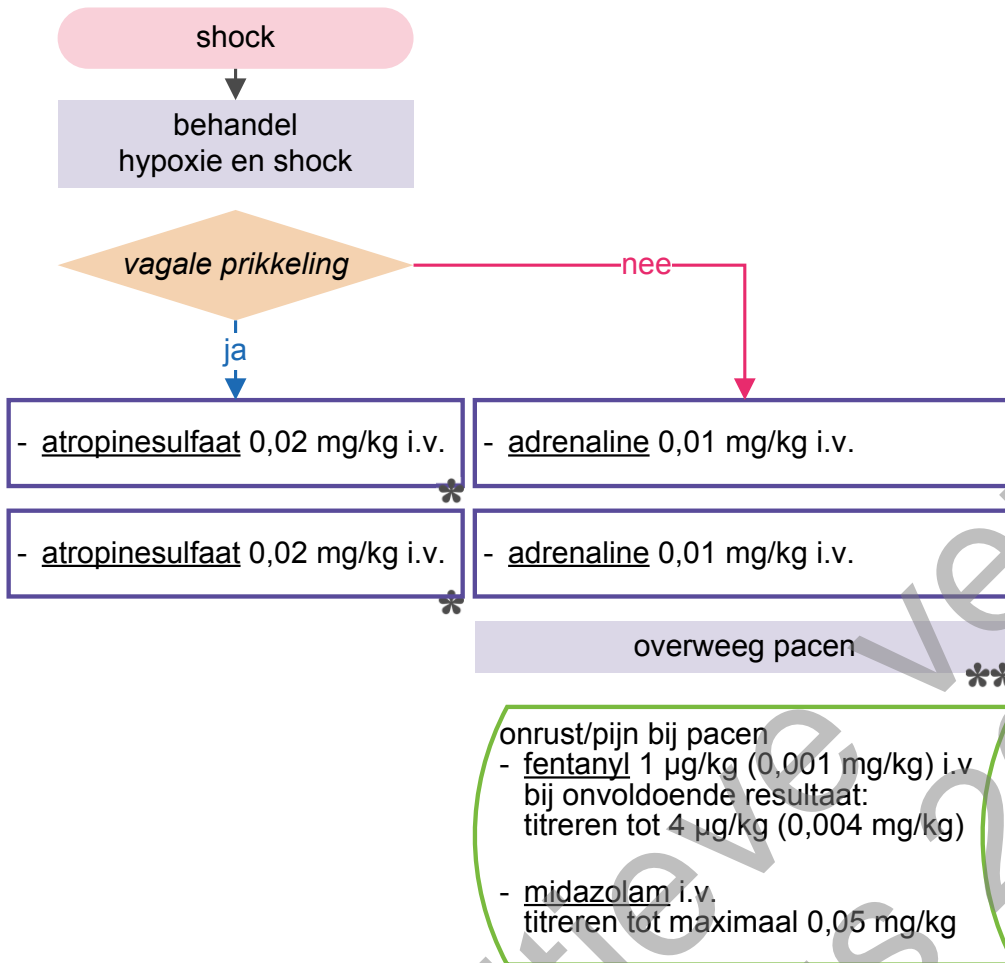 shock
behandel
hypoxie en shock
vagale prikkeling
nee
ja
- atropinesulfaat 0,02 mg/kg i.v.
- adrenaline 0,01 mg/kg i.v.
*
- atropinesulfaat 0,02 mg/kg i.v.
- adrenaline 0,01 mg/kg i.v.
*
overweeg pacen
**
onrust/pijn bij pacen
- fentanyl 1 µg/kg (0,001 mg/kg) i.v
bij onvoldoende resultaat:
titreren tot 4 µg/kg (0,004 mg/kg)
- midazolam i.v.
titreren tot maximaal 0,05 mg/kg